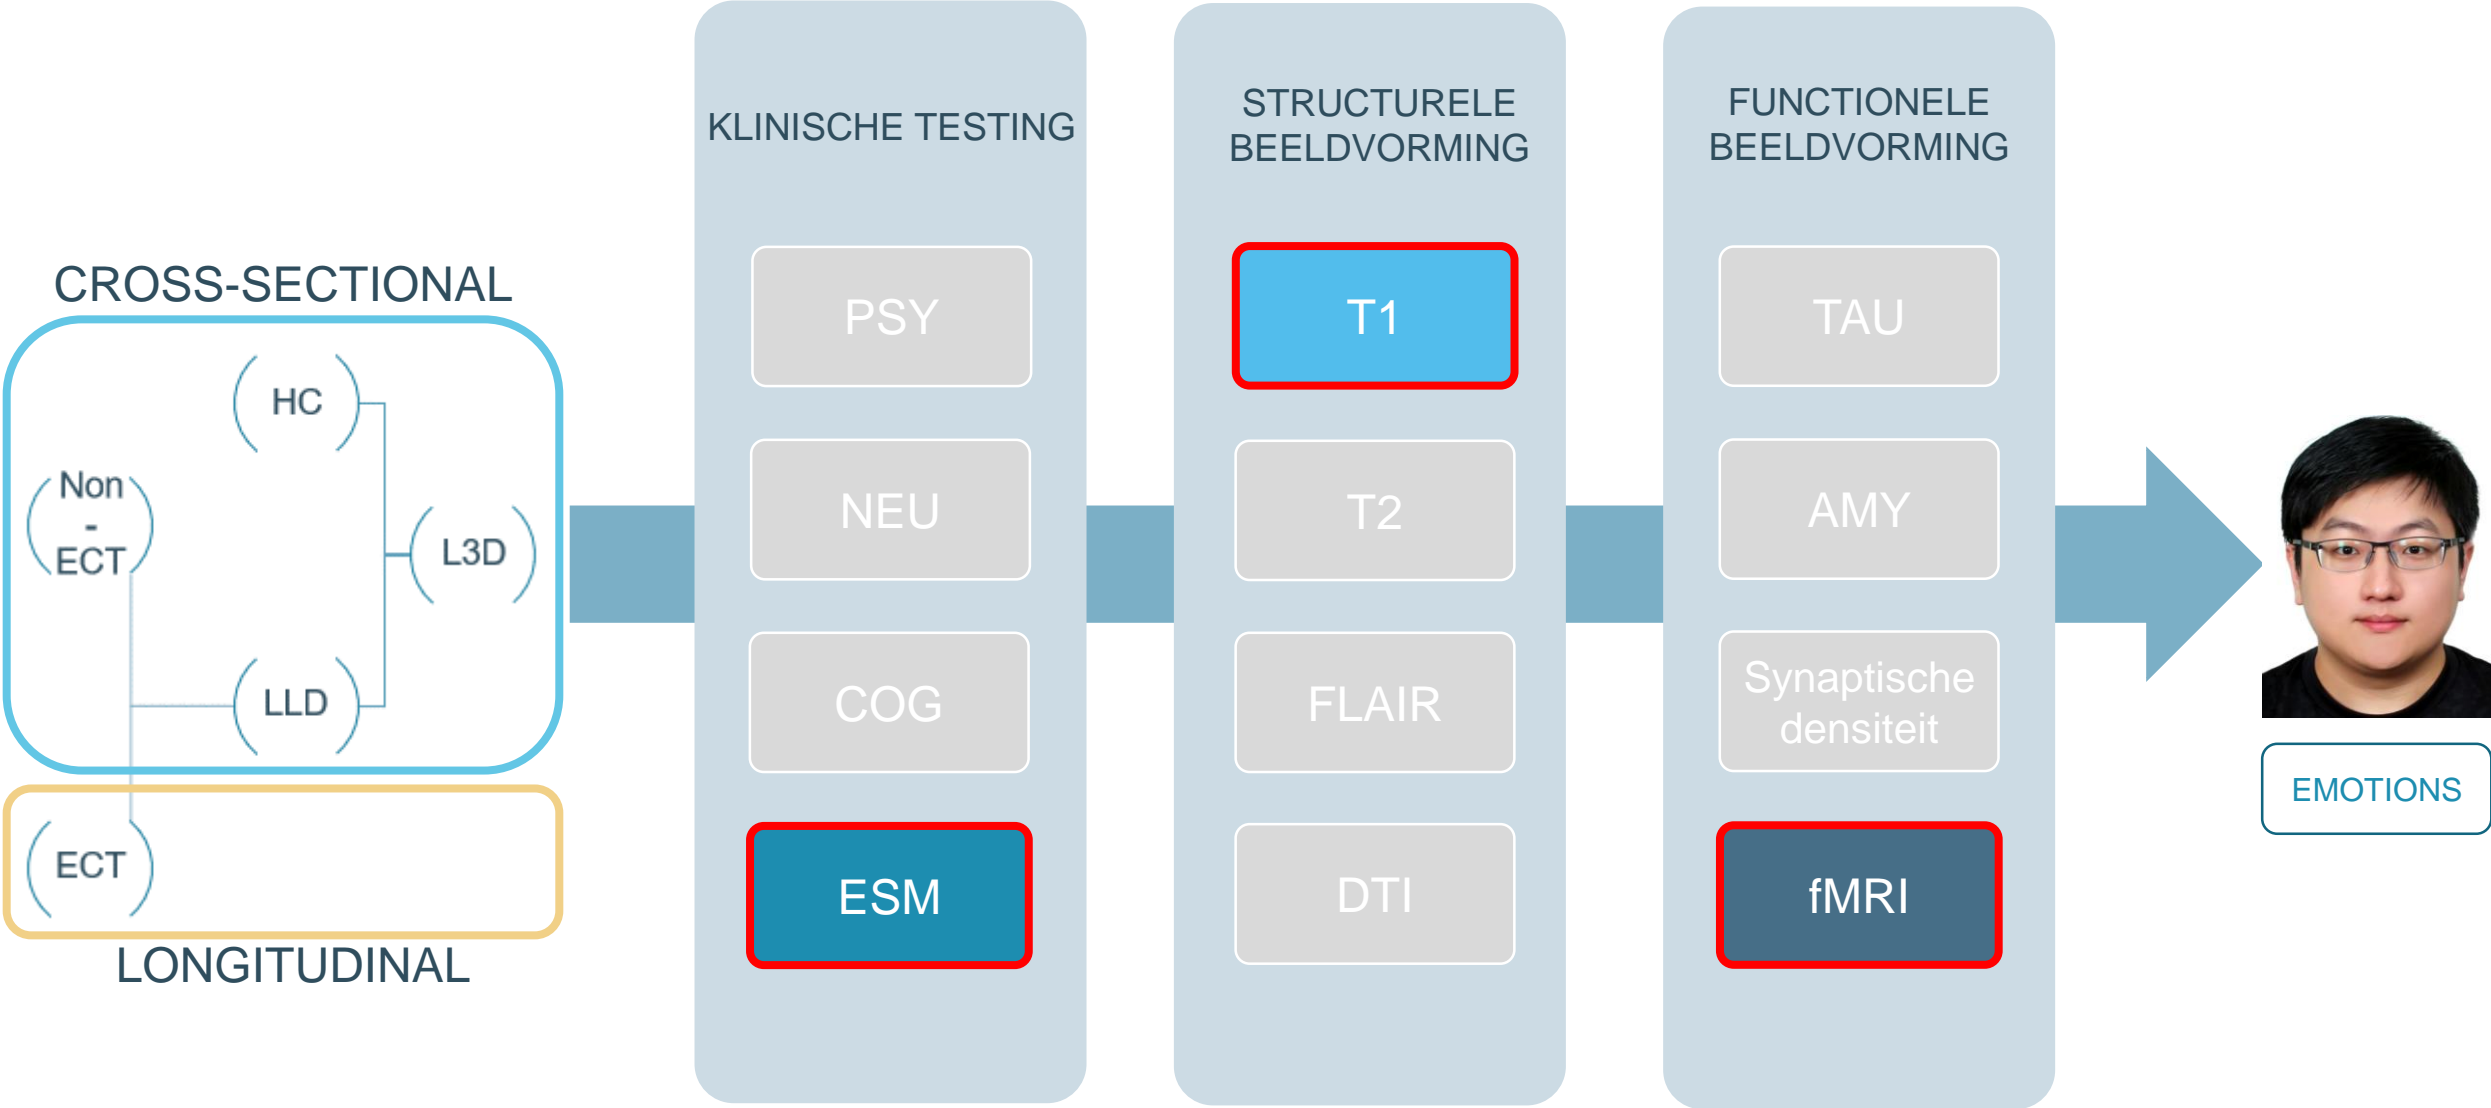 CROSS-SECTIONAL
HC
Non
-
ECT
L3D
LLD
ECT
LONGITUDINAL
KLINISCHE TESTING
PSY
NEU
COG
ESM
STRUCTURELE
BEELDVORMING
T1
T2
FLAIR
DTI
FUNCTIONELE
BEELDVORMING
TAU
AMY
Synaptische
densiteit
fMRI
EMOTIONS